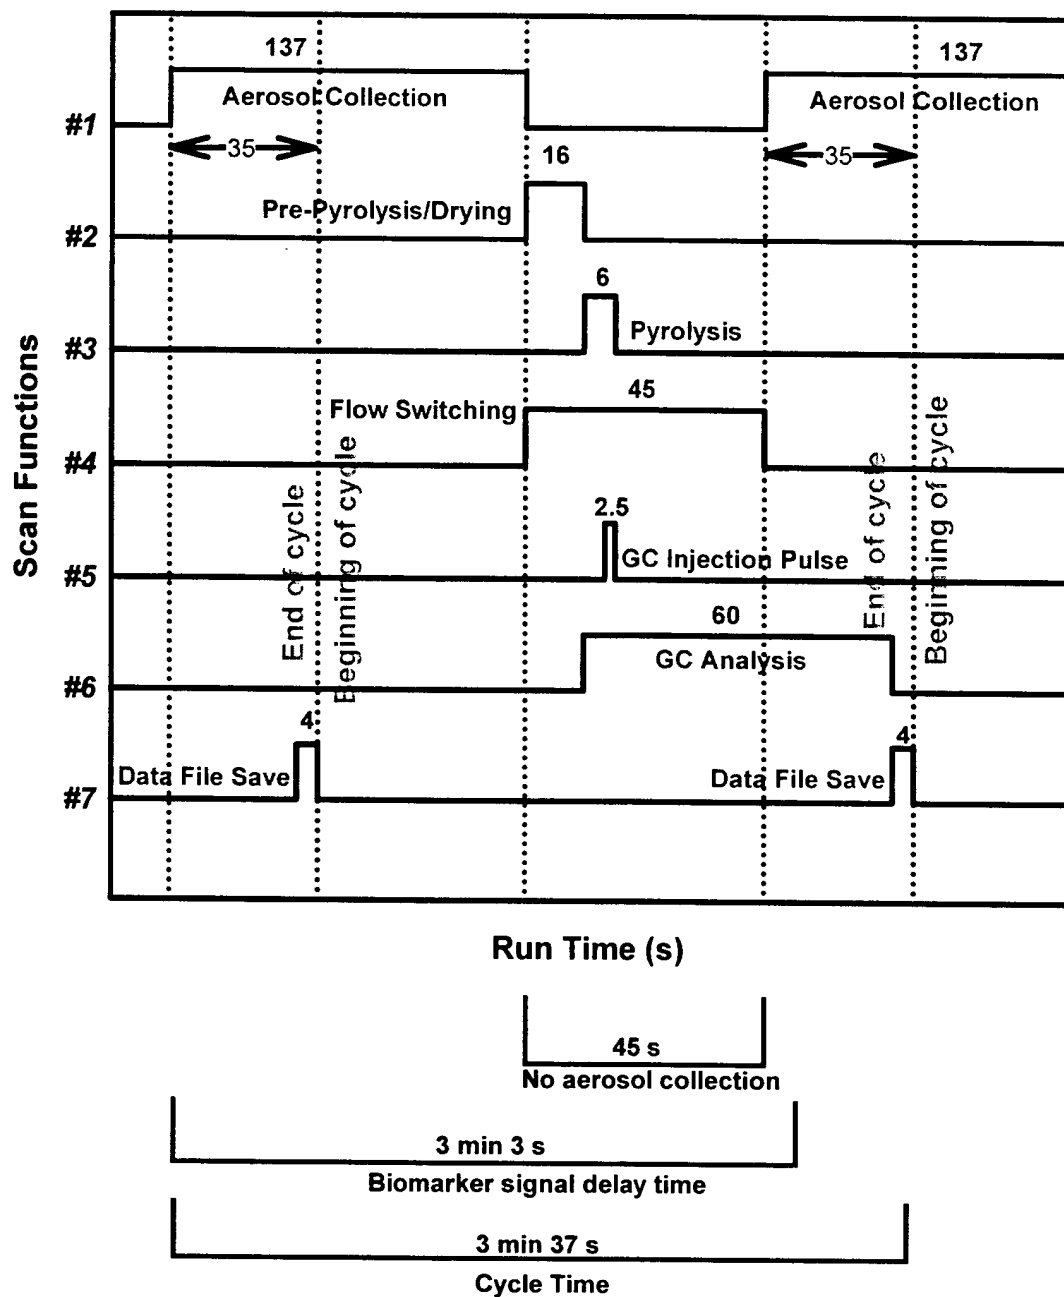 137
137
Aerosol Collection
Aerosol Collection
#1
35
35
16
Pre-Pyrolysis/Drying
#2
6
Pyrolysis
#3
Flow Switching
45
#4
End of cycle
Beginning of cycle
End of cycle
Beginning of cycle
2.5
GC Injection Pulse
#5
60
GC Analysis
#6
4
4
Data File Save
Data File Save
#7
Scan Functions
Run Time (s)
45 s
No aerosol collection
3 min 3 s
Biomarker signal delay time
3 min 37 s
Cycle Time